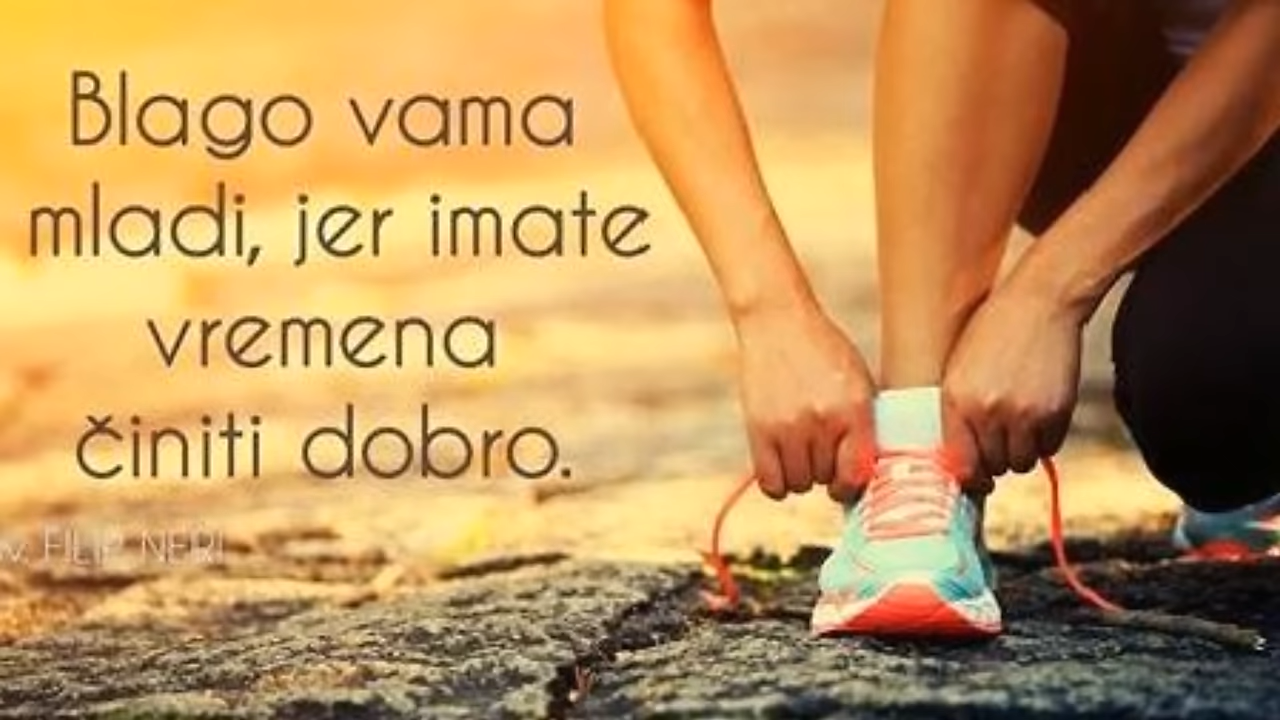 Blago vama
mladi, jer imate
vremena
činiti dobro.
v. FILIP NERI